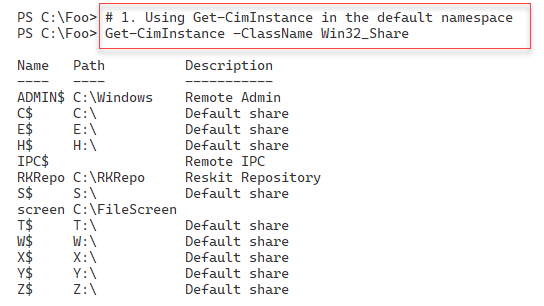 PS C:\Foo> # 1. Using Get-CimInstance in the default namespace
PS C:\Foo> Get-CimInstance -ClassName Win32_Share
Name   Path          Description
----   ----          -----------
ADMIN$ C:\Windows    Remote Admin
C$     C:\           Default share
E$     E:\           Default share
H$     H:\           Default share
IPC$                 Remote IPC
RKRepo C:\RKRepo     Reskit Repository
S$     S:\           Default share
screen C:\FileScreen
T$     T:\           Default share
W$     W:\           Default share
X$     X:\           Default share
Y$     Y:\           Default share
Z$     Z:\           Default share